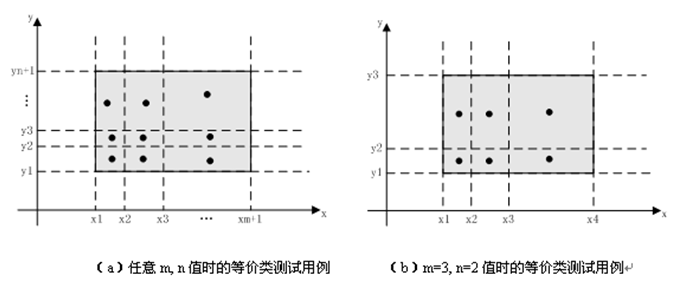 y
yn+1
⋮
y3
y2
y1
x1 x2 x3 ⋯ xm+1
x
(a)任意m, n 值时的等价类测试用例
y
y3
y2
y1
x1 x2 x3 x4
x
(b)m=3, n=2 值时的等价类测试用例↵